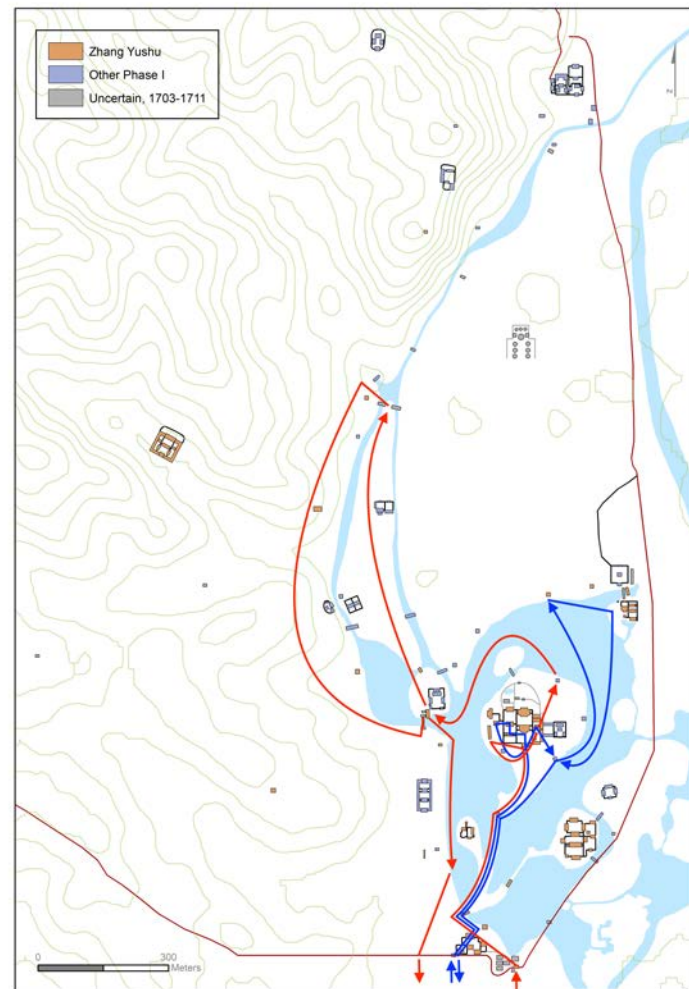 Zhang Yushu
Other Phase I
Uncertain, 1703-1711
N
0
300
Meters